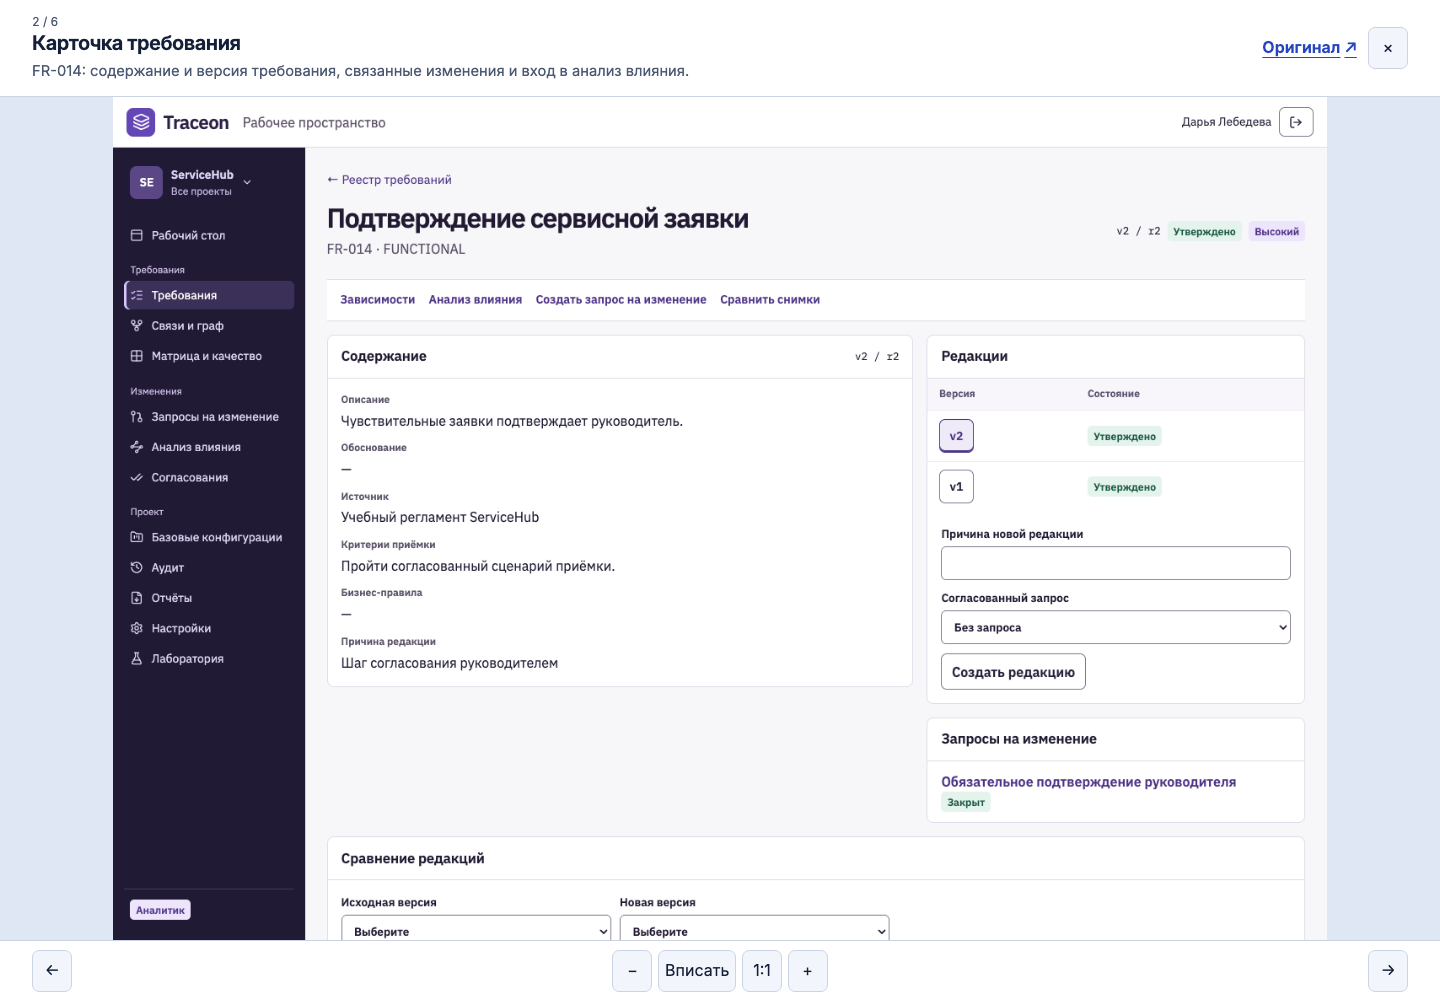 2 / 6
Карточка требования
FR-014: содержание и версия требования, связанные изменения и вход в анализ влияния.
Оригинал ↗
×
Traceon
Рабочее пространство
Дарья Лебедева
SE
ServiceHub
Все проекты
Рабочий стол
Требования
Требования
Связи и граф
Матрица и качество
Изменения
Запросы на изменение
Анализ влияния
Согласования
Проект
Базовые конфигурации
Аудит
Отчёты
Настройки
Лаборатория
Аналитик
← Реестр требований
Подтверждение сервисной заявки
FR-014 · FUNCTIONAL
v2 / r2 Утверждено Высокий
Зависимости Анализ влияния Создать запрос на изменение Сравнить снимки
Содержание
v2 / r2
Описание
Чувствительные заявки подтверждает руководитель.
Обоснование
—
Источник
Учебный регламент ServiceHub
Критерии приёмки
Пройти согласованный сценарий приёмки.
Бизнес-правила
—
Причина редакции
Шаг согласования руководителем
Редакции
Версия Состояние
v2 Утверждено
v1 Утверждено
Причина новой редакции
Согласованный запрос
Без запроса
Создать редакцию
Запросы на изменение
Обязательное подтверждение руководителя
Закрыт
Сравнение редакций
Исходная версия Новая версия
Выберите Выберите
← − Вписать 1:1 + →